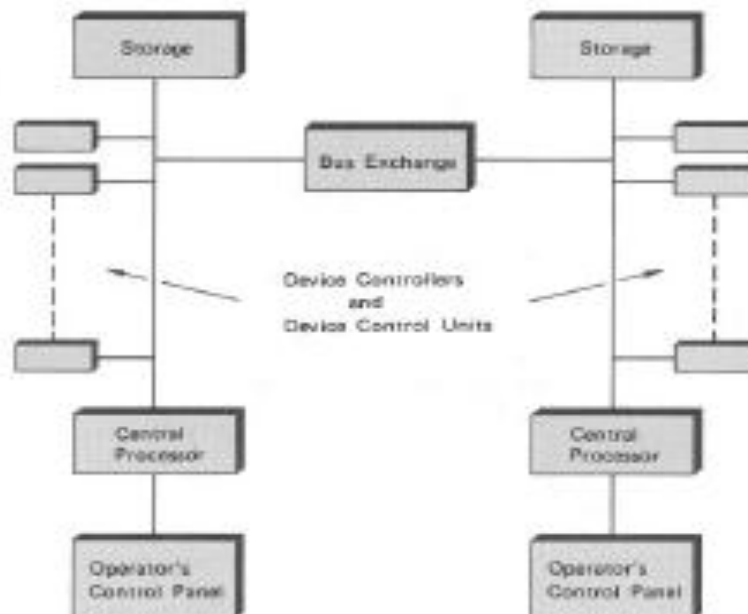 Storage
Storage
Bus Exchange
Device Controllers
and
Device Control Units
Central
Processor
Central
Processor
Operator's
Control Panel
Operator's
Control Panel